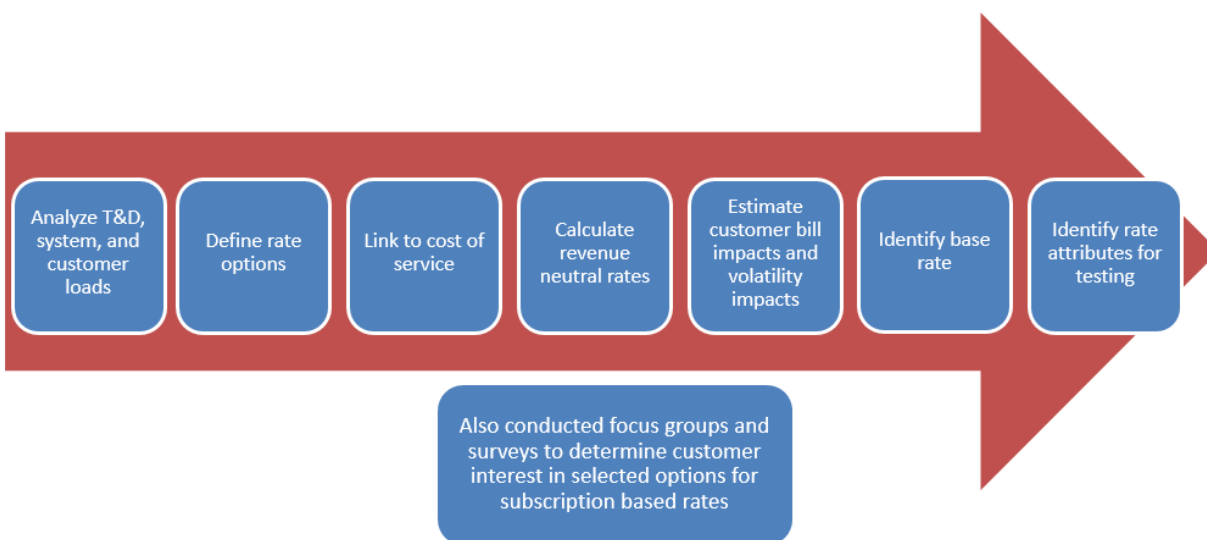 Analyze T&D,
system, and
customer
loads
Define rate
options
Link to cost of
service
Calculate
revenue
neutral rates
Estimate
customer bill
impacts and
volatility
impacts
Identify base
rate
Identify rate
attributes for
testing
Also conducted focus groups and
surveys to determine customer
interest in selected options for
subscription based rates